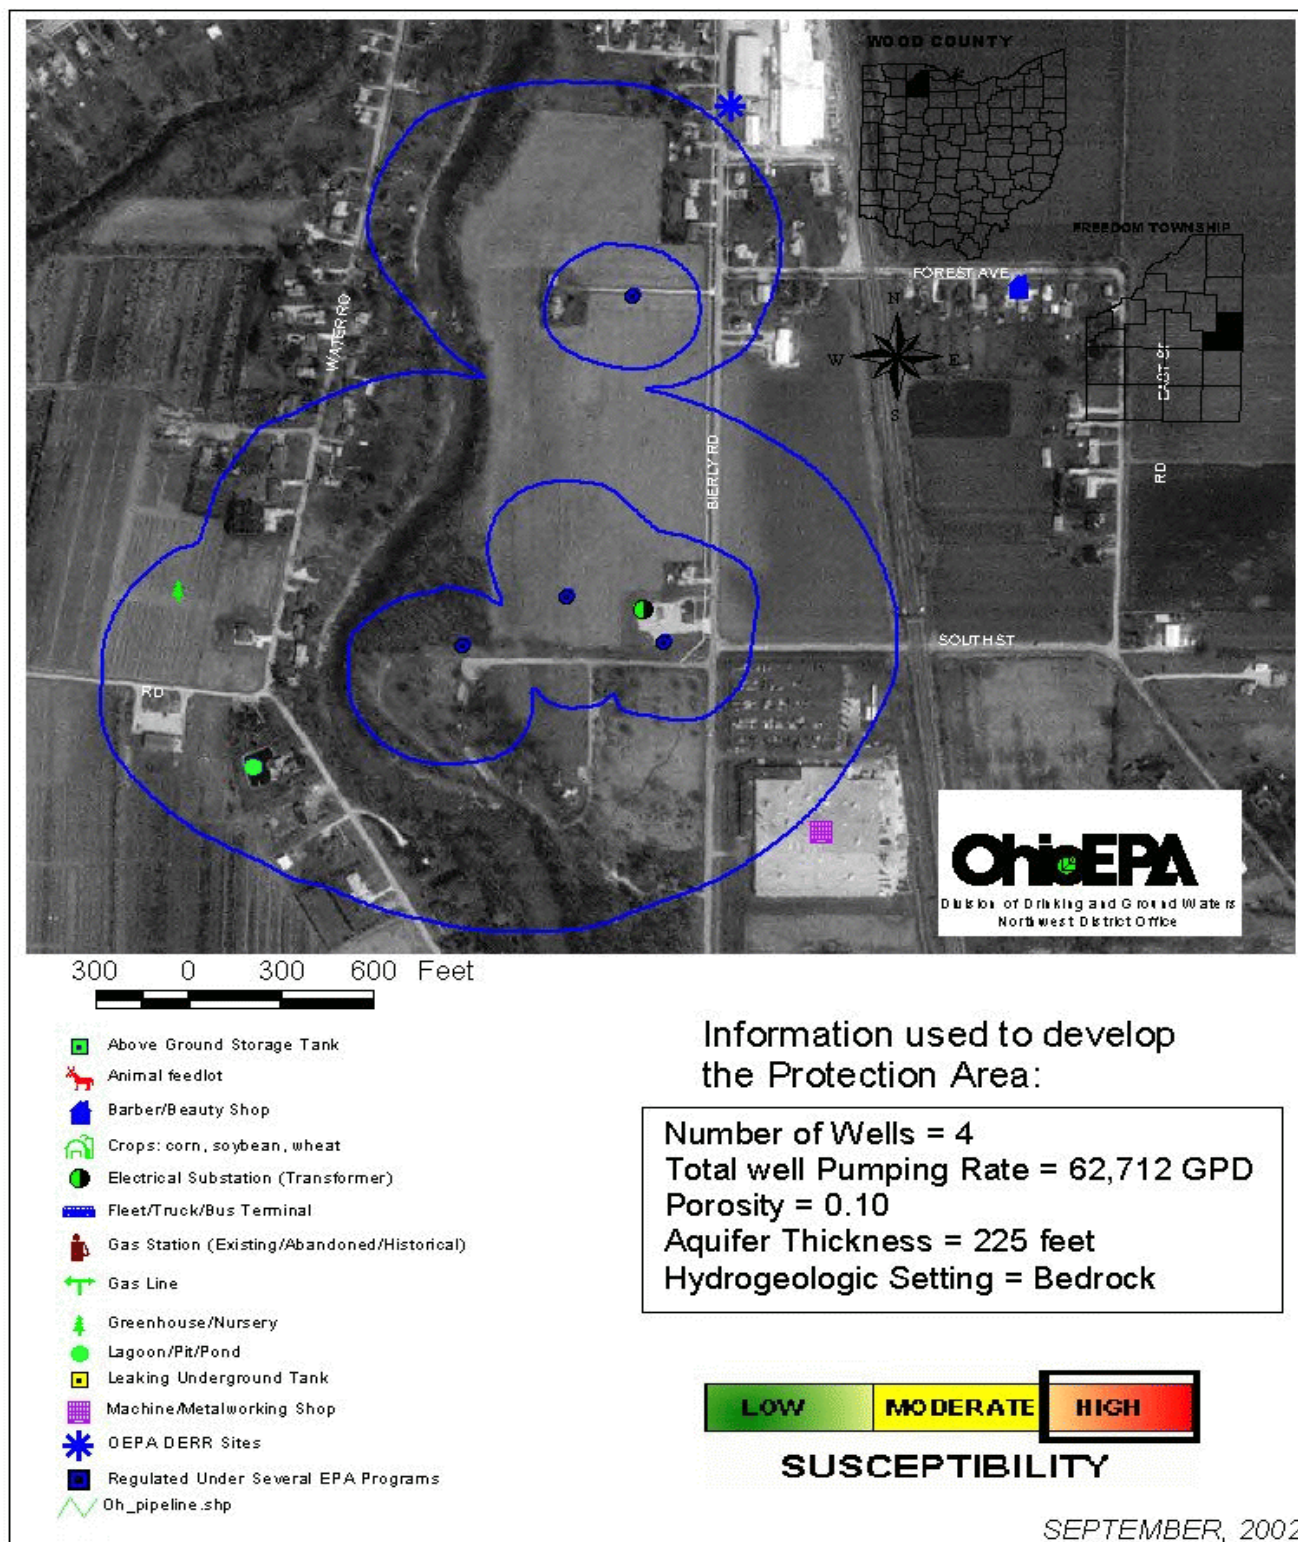 WOOD COUNTY
FREEDOM TOWNSHIP
FOREST AVE
N
W E
S
WATER RD
EAST ST
BIERLY RD
RD
SOUTH ST
RD
Ohio EPA
Division of Drinking and Ground Waters
Northwest District Office
300 0 300 600 Feet
Above Ground Storage Tank
Animal feedlot
Barber/Beauty Shop
Crops: corn, soybean, wheat
Electrical Substation (Transformer)
Fleet/Truck/Bus Terminal
Gas Station (Existing/Abandoned/Historical)
Gas Line
Greenhouse/Nursery
Lagoon/Pit/Pond
Leaking Underground Tank
Machine/Metalworking Shop
OEPA DERR Sites
Regulated Under Several EPA Programs
Oh_pipeline.shp
Information used to develop
the Protection Area:
Number of Wells = 4
Total well Pumping Rate = 62,712 GPD
Porosity = 0.10
Aquifer Thickness = 225 feet
Hydrogeologic Setting = Bedrock
LOW MODERATE HIGH
SUSCEPTIBILITY
SEPTEMBER, 2002